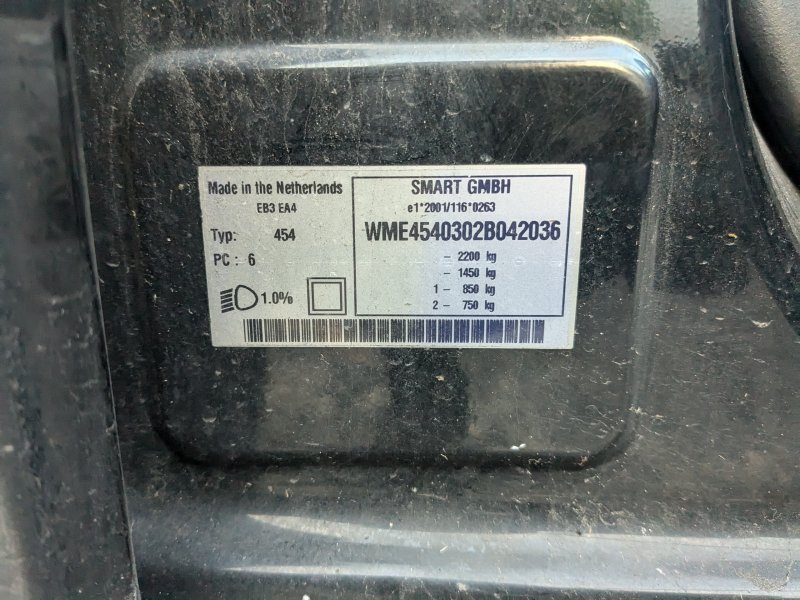 Made in the Netherlands
EB3 EA4
Typ: 454
PC : 6
1.0%
SMART GMBH
e1*2001/116*0263
WME4540302B042036
- 2200 kg
- 1450 kg
1 - 850 kg
2 - 750 kg